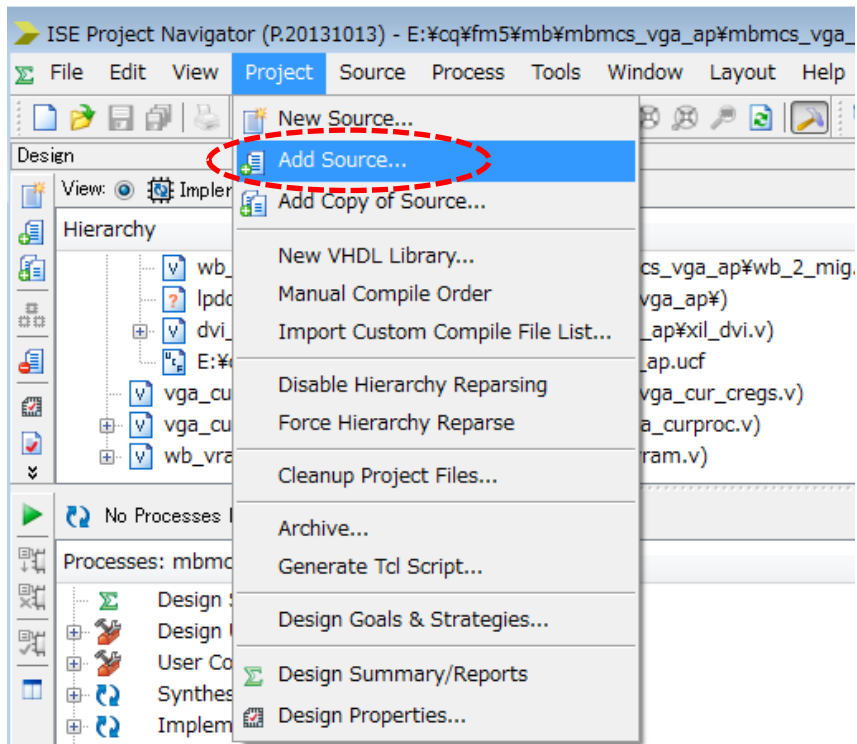 ISE Project Navigator (P.20131013) - E:¥cq¥fm5¥mb¥mbmcs_vga_ap¥mbmcs_vga_
File Edit View Project Source Process Tools Window Layout Help
New Source...
Design
Add Source...
View: Impler
Add Copy of Source...
Hierarchy
New VHDL Library...
wb_ cs_vga_ap¥wb_2_mig.
Manual Compile Order
lpdd vga_ap¥)
Import Custom Compile File List...
dvi_ _ap¥xil_dvi.v)
E:¥ _ap.ucf
Disable Hierarchy Reparsing
vga_cu vga_cur_cregs.v)
Force Hierarchy Reparse
vga_cu a_curproc.v)
wb_vra ram.v)
Cleanup Project Files...
No Processes
Archive...
Processes: mbmc
Generate Tcl Script...
Design
Design Goals & Strategies...
Design
User Co
Design Summary/Reports
Synthes
Design Properties...
Implem